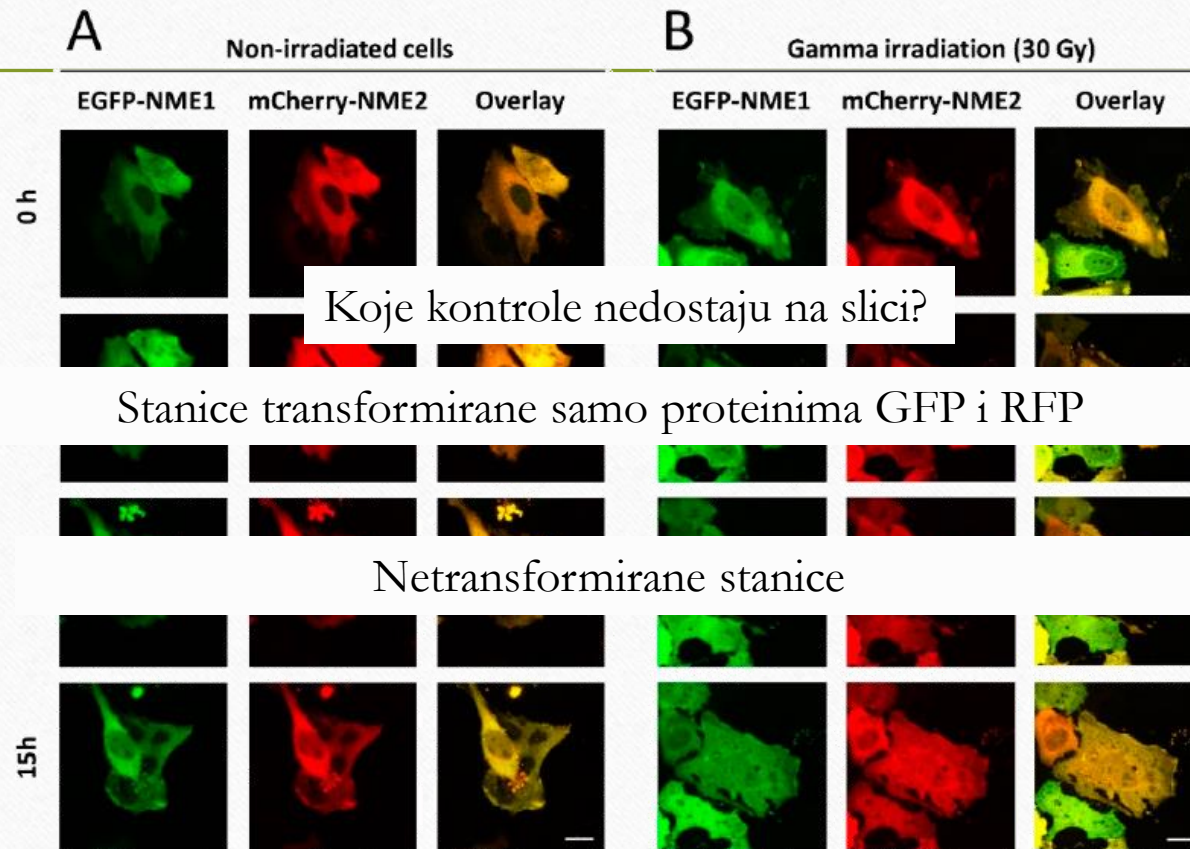 A
Non-irradiated cells
EGFP-NME1 mCherry-NME2 Overlay
B
Gamma irradiation (30 Gy)
EGFP-NME1 mCherry-NME2 Overlay
0 h
Koje kontrole nedostaju na slici?
Stanice transformirane samo proteinima GFP i RFP
Netransformirane stanice
15h